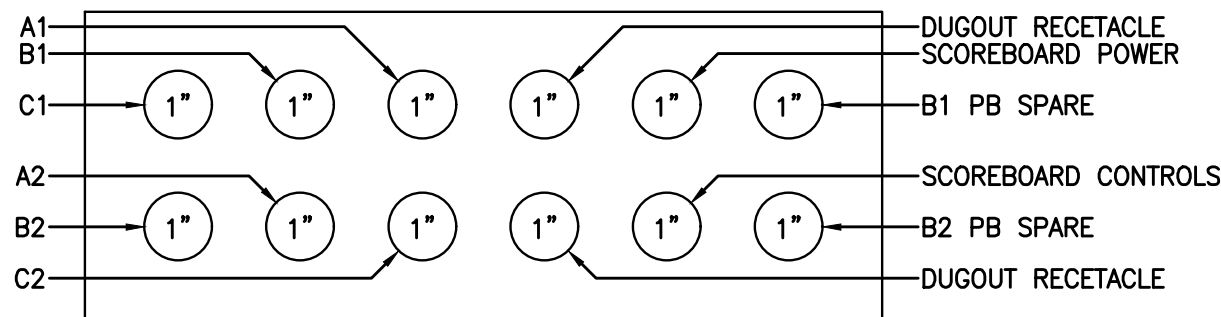 A1 DUGOUT RECETACLE
B1 SCOREBOARD POWER
C1 1” 1” 1” 1” 1” 1” B1 PB SPARE
A2 SCOREBOARD CONTROLS
B2 1” 1” 1” 1” 1” 1” B2 PB SPARE
C2 DUGOUT RECETACLE